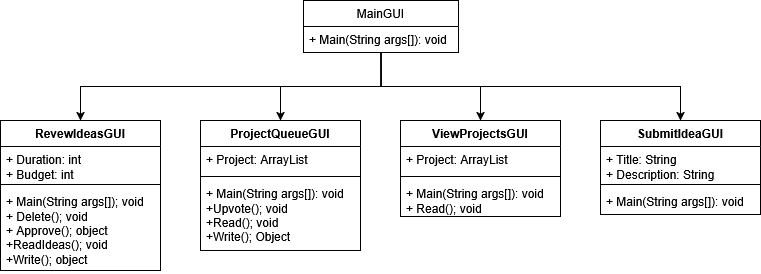 MainGUI
+ Main(String args[]): void
RevewIdeasGUI
+ Duration: int
+ Budget: int
+ Main(String args[]); void
+ Delete(); void
+ Approve(); object
+ReadIdeas(); void
+Write(); object
ProjectQueueGUI
+ Project: ArrayList
+ Main(String args[]): void
+Upvote(); void
+Read(); void
+Write(); Object
ViewProjectsGUI
+ Project: ArrayList
+ Main(String args[]): void
+ Read(); void
SubmitIdeaGUI
+ Title: String
+ Description: String
+ Main(String args[]): void